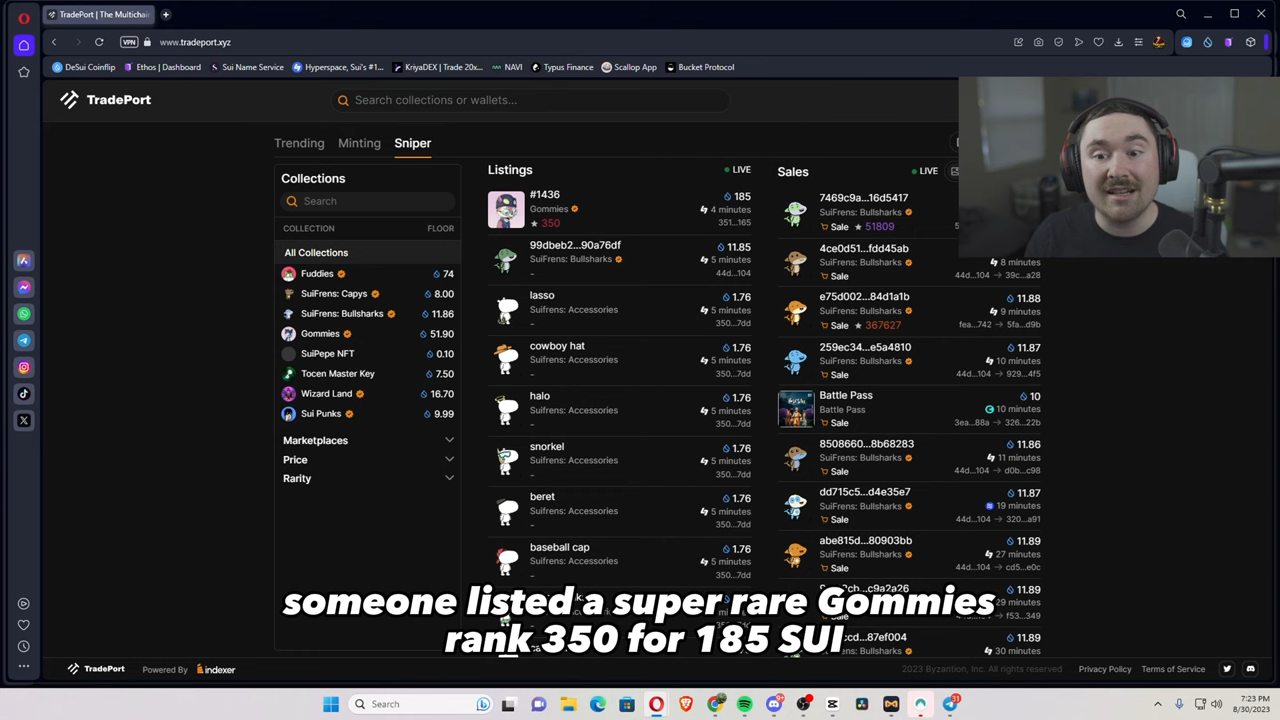 TradePort | The Multichai
www.tradeport.xyz
VPN
DeSui Coinflip
Ethos | Dashboard
Sui Name Service
Hyperspace, Sui's #1...
KriyaDEX | Trade 20x...
NAVI
Typus Finance
Scallop App
Bucket Protocol
TradePort
Search collections or wallets...
Trending
Minting
Sniper
Collections
Search
COLLECTION FLOOR
All Collections
Fuddies 74
SuiFrens: Capys 8.00
SuiFrens: Bullsharks 11.86
Gommies 51.90
SuiPepe NFT 0.10
Tocen Master Key 7.50
Wizard Land 16.70
Sui Punks 9.99
Marketplaces
Price
Rarity
Listings LIVE
#1436 185
Gommies 4 minutes
350 351...165
99dbeb2...90a76df 11.85
SuiFrens: Bullsharks 5 minutes
- 44d...104
lasso 1.76
Suifrens: Accessories 5 minutes
- 350...7dd
cowboy hat 1.76
Suifrens: Accessories 5 minutes
- 350...7dd
halo 1.76
Suifrens: Accessories 5 minutes
- 350...7dd
snorkel 1.76
Suifrens: Accessories 5 minutes
- 350...7dd
beret 1.76
Suifrens: Accessories 5 minutes
- 350...7dd
baseball cap 1.76
Suifrens: Accessories 5 minutes
Sales LIVE
7469c9a...16d5417
SuiFrens: Bullsharks
Sale 51809
4ce0d51...fdd45ab
SuiFrens: Bullsharks 8 minutes
Sale 44d...104 → 39c...a28
e75d002...84d1a1b 11.88
SuiFrens: Bullsharks 9 minutes
Sale 367627 fea...742 → 5fa...d9b
259ec34...e5a4810 11.87
SuiFrens: Bullsharks 10 minutes
Sale 44d...104 → 929...4f5
Battle Pass 10
Battle Pass 10 minutes
Sale 3ea...88a → 326...22b
8508660...8b68283 11.86
SuiFrens: Bullsharks 11 minutes
Sale 44d...104 → d0b...c98
dd715c5...d4e35e7 11.87
SuiFrens: Bullsharks 19 minutes
Sale 44d...104 → 320...a91
abe815d...80903bb 11.89
SuiFrens: Bullsharks 27 minutes
Sale 44d...104 → cd5...e0c
11.89
someone listed a super rare Gommies
rank 350 for 185 SUI
30 minutes
TradePort
Powered By indexer
2023 Byzantion, Inc. All rights reserved
Privacy Policy
Terms of Service
Search
9+
31
7:23 PM
8/30/2023